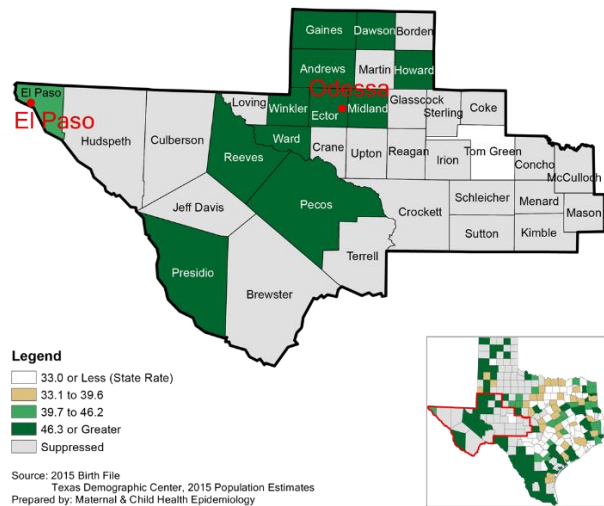 Gaines Dawson Borden
Andrews Martin Howard
Odessa
El Paso
El Paso
Loving Winkler Ector Midland Glasscock Sterling Coke
Hudspeth Culberson Ward Crane Upton Reagan Irion Tom Green Concho McCulloch
Reeves
Jeff Davis Pecos Crockett Schleicher Menard Mason
Sutton Kimble
Presidio Brewster Terrell
Legend
33.0 or Less (State Rate)
33.1 to 39.6
39.7 to 46.2
46.3 or Greater
Suppressed
Source: 2015 Birth File
Texas Demographic Center, 2015 Population Estimates
Prepared by: Maternal & Child Health Epidemiology